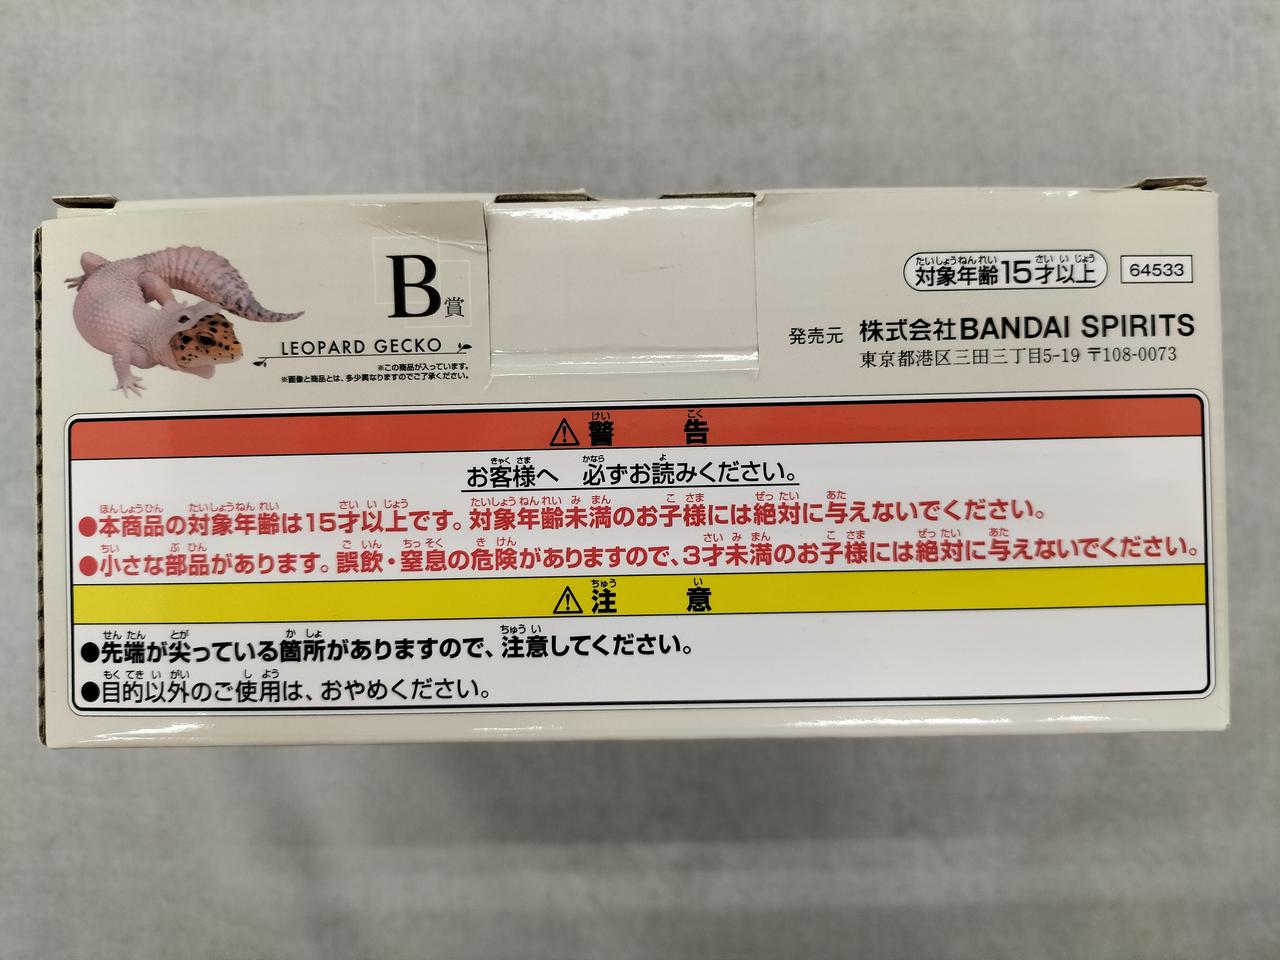 B賞
LEOPARD GECKO
※この商品が入っています。
※画像と商品とは、多少異なりますのでご了承ください。
たいしょうねんれい さいいじょう
対象年齢15才以上
64533
発売元 株式会社BANDAI SPIRITS
東京都港区三田三丁目5-19 〒108-0073
けい こく
⚠警 告
きゃくさま かなら よ
お客様へ 必ずお読みください。
ほんしょうひん たいしょうねんれい さいいじょう たいしょうねんれいみまん こさま ぜったい あた
●本商品の対象年齢は15才以上です。対象年齢未満のお子様には絶対に与えないでください。
ちい ぶひん ごいん ちっそく きけん さいみまん こさま ぜったい あた
●小さな部品があります。誤飲・窒息の危険がありますので、3才未満のお子様には絶対に与えないでください。
ちゅう い
⚠注 意
せんたん とが かしょ ちゅうい
●先端が尖っている箇所がありますので、注意してください。
もくてきいがい しよう
●目的以外のご使用は、おやめください。